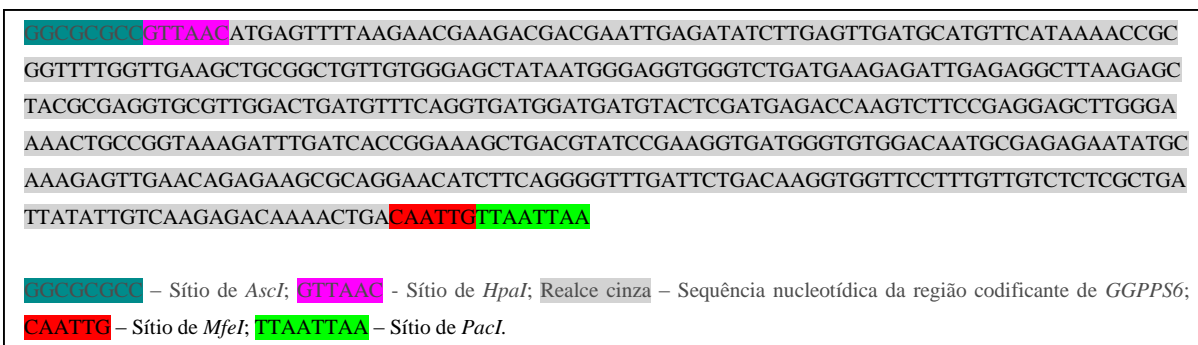 GGCGCGCCGTTAACATGAGTTTTAAGAACGAAGACGACGAATTGAGATATCTTGAGTTGATGCATGTTCATAAAACCGC
GGTTTTGGTTGAAGCTGCGGCTGTTGTGGGAGCTATAATGGGAGGTGGGTCTGATGAAGAGATTGAGAGGCTTAAGAGC
TACGCGAGGTGCGTTGGACTGATGTTTCAGGTGATGGATGATGTACTCGATGAGACCAAGTCTTCCGAGGAGCTTGGGA
AAACTGCCGGTAAAGATTTGATCACCGGAAAGCTGACGTATCCGAAGGTGATGGGTGTGGACAATGCGAGAGAATATGC
AAAGAGTTGAACAGAGAAGCGCAGGAACATCTTCAGGGGTTTGATTCTGACAAGGTGGTTCCTTTGTTGTCTCTCGCTGA
TTATATTGTCAAGAGACAAAACTGACAATTGTTAATTAA
GGCGCGCC – Sítio de AscI; GTTAAC - Sítio de HpaI; Realce cinza – Sequência nucleotídica da região codificante de GGPPS6;
CAATTG – Sítio de MfeI; TTAATTAA – Sítio de PacI.